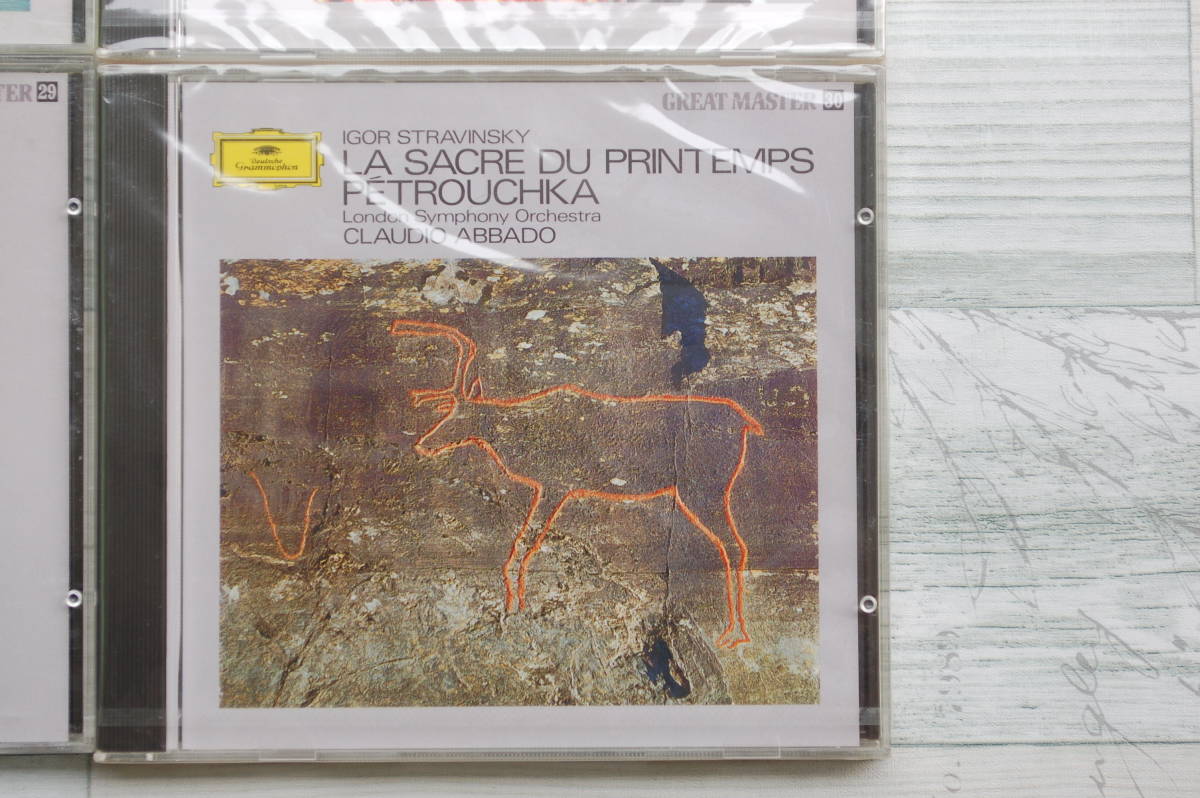 TER 29
GREAT MASTER 30
Deutsche
Grammophon
IGOR STRAVINSKY
LA SACRE DU PRINTEMPS
PÉTROUCHKA
London Symphony Orchestra
CLAUDIO ABBADO